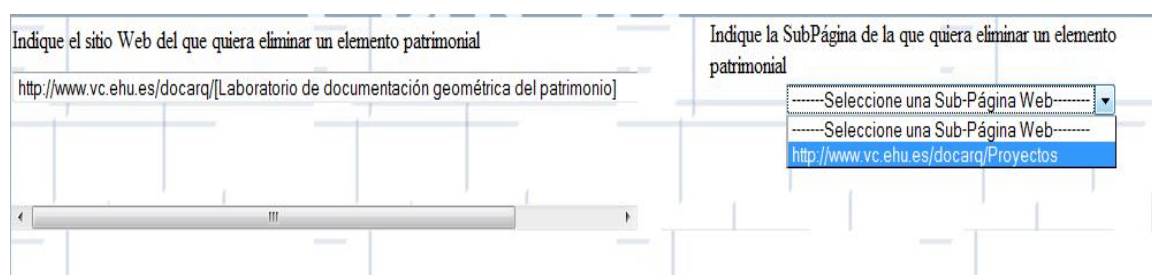 Indique el sitio Web del que quiera eliminar un elemento patrimonial
http://www.vc.ehu.es/docarq/[Laboratorio de documentación geométrica del patrimonio]
Indique la SubPágina de la que quiera eliminar un elemento
patrimonial
-------Seleccione una Sub-Página Web--------
-------Seleccione una Sub-Página Web--------
http://www.vc.ehu.es/docarq/Proyectos